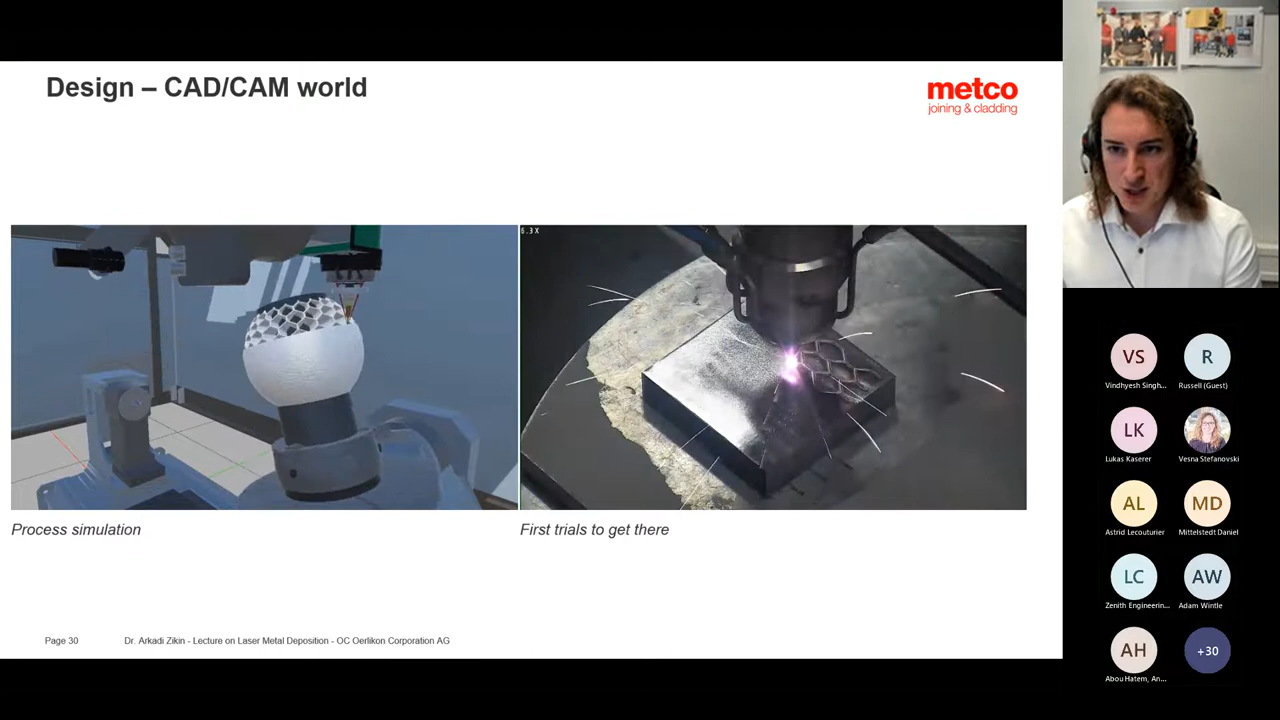 Design – CAD/CAM world
metco
joining & cladding
6.3 X
Process simulation
First trials to get there
Page 30
Dr. Arkadi Zikin - Lecture on Laser Metal Deposition - OC Oerlikon Corporation AG
VS
R
Vindhyesh Singh...
Russell (Guest)
LK
Lukas Kaserer
Vesna Stefanovski
AL
MD
Astrid Lecouturier
Mittelstedt Daniel
LC
AW
Zenith Engineerin...
Adam Wintle
AH
+30
Abou Hatem, An...